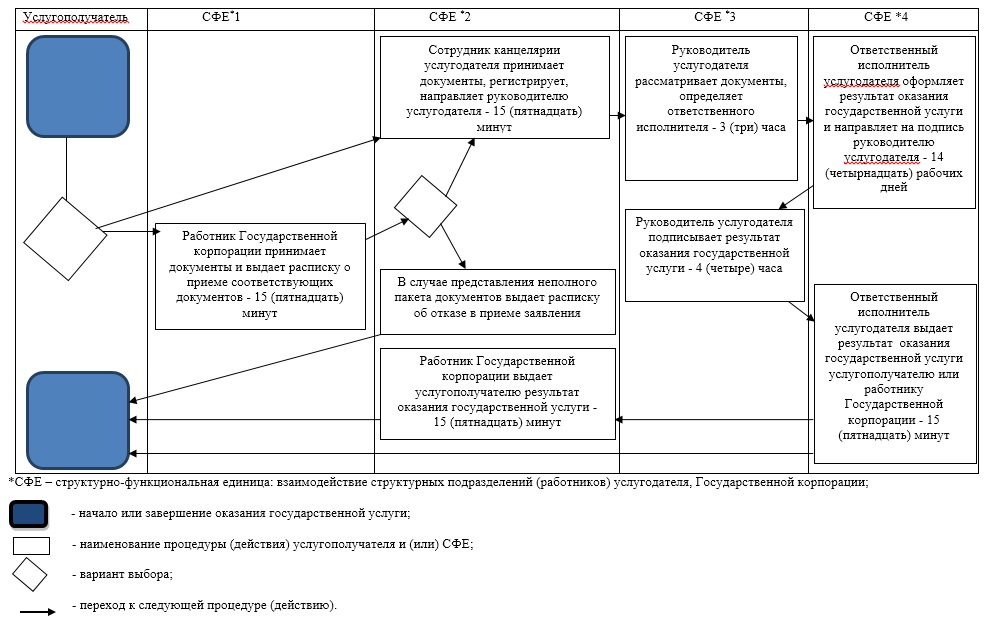 Услугополучатель
СФЕ*1
СФЕ *2
СФЕ *3
СФЕ *4
Сотрудник канцелярии
услугодателя принимает
документы, регистрирует,
направляет руководителю
услугодателя - 15 (пятнадцать)
минут
Руководитель
услугодателя
рассматривает документы,
определяет
ответственного
исполнителя - 3 (три) часа
Ответственный
исполнитель
услугодателя оформляет
результат оказания
государственной услуги
и направляет на подпись
руководителю
услугодателя - 14
(четырнадцать) рабочих
дней
Работник Государственной
корпорации принимает
документы и выдает расписку о
приеме соответствующих
документов - 15 (пятнадцать)
минут
Руководитель услугодателя
подписывает результат
оказания государственной
услуги - 4 (четыре) часа
В случае представления неполного
пакета документов выдает расписку
об отказе в приеме заявления
Ответственный
исполнитель
услугодателя выдает
результат оказания
государственной услуги
услугополучателю или
работнику
Государственной
корпорации - 15
(пятнадцать) минут
Работник Государственной
корпорации выдает
услугополучателю результат
оказания государственной услуги -
15 (пятнадцать) минут
*СФЕ – структурно-функциональная единица: взаимодействие структурных подразделений (работников) услугодателя, Государственной корпорации;
- начало или завершение оказания государственной услуги;
- наименование процедуры (действия) услугополучателя и (или) СФЕ;
- вариант выбора;
- переход к следующей процедуре (действию).